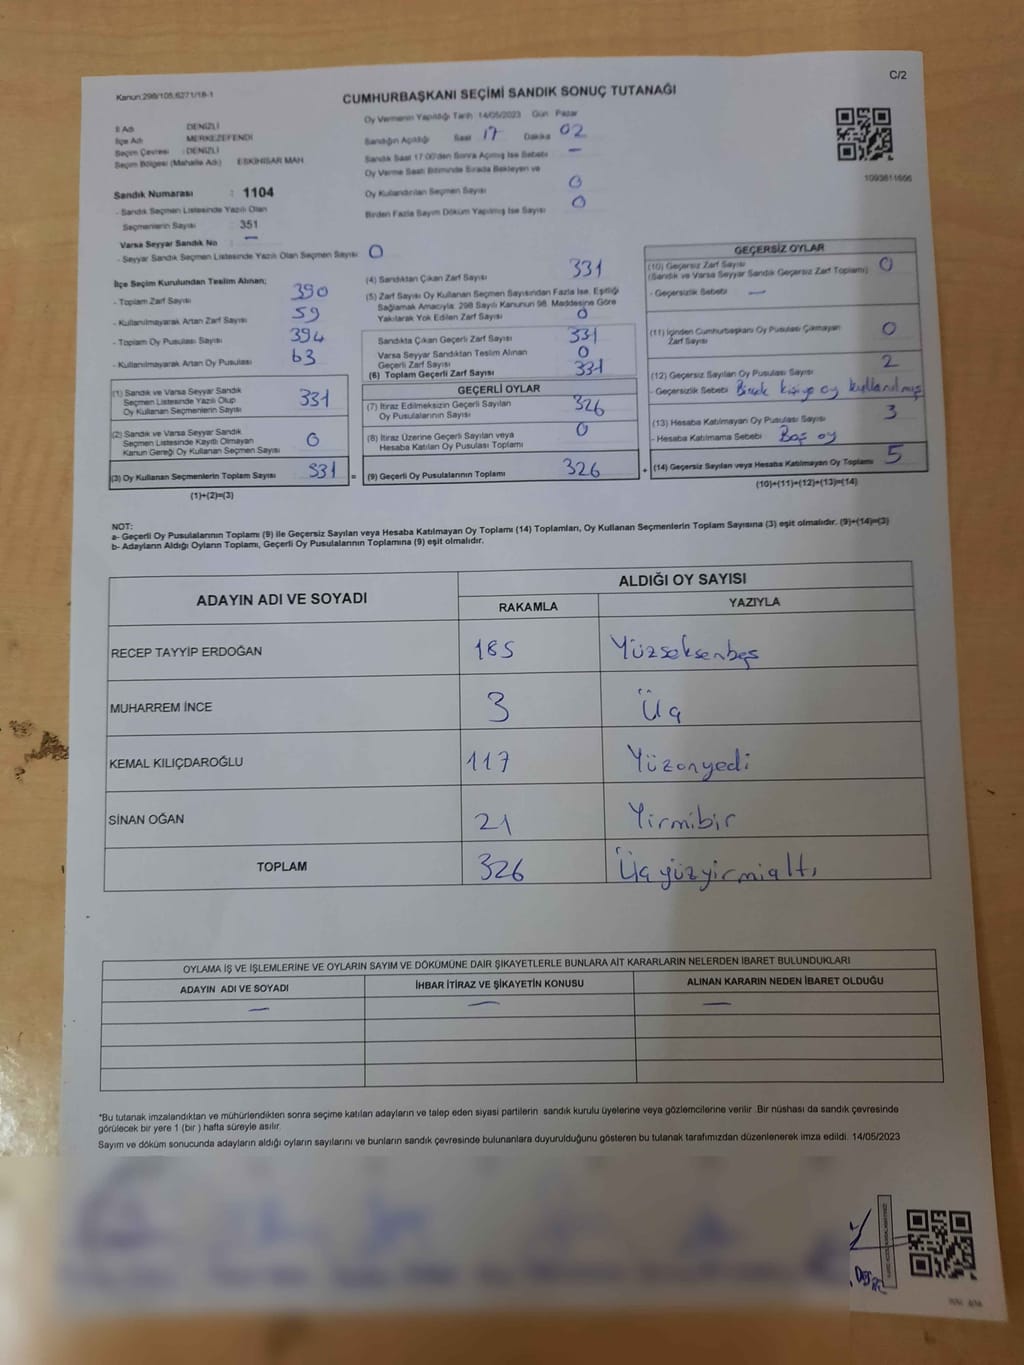 C/2
Kanun:298/105,6271/18-1
CUMHURBAŞKANI SEÇİMİ SANDIK SONUÇ TUTANAĞI
İl Adı DENİZLİ
İlçe Adı MERKEZEFENDİ
Seçim Çevresi : DENİZLİ
Seçim Bölgesi (Mahalle Adı) ESKİHİSAR MAH.
Oy Vermenin Yapıldığı Tarih 14/05/2023 Gün Pazar
Sandığın Açıldığı Saat 17 Dakika 02
Sandık Saat 17:00'den Sonra Açılmış İse Sebebi —
Oy Verme Saati Bitiminde Sırada Bekleyen ve
Oy Kullandırılan Seçmen Sayısı 0
Birden Fazla Sayım Döküm Yapılmış İse Sayısı 0
1093811606
Sandık Numarası : 1104
- Sandık Seçmen Listesinde Yazılı Olan
Seçmenlerin Sayısı 351
Varsa Seyyar Sandık No : —
- Seyyar Sandık Seçmen Listesinde Yazılı Olan Seçmen Sayısı 0
İlçe Seçim Kurulundan Teslim Alınan;
- Toplam Zarf Sayısı 390
- Kullanılmayarak Artan Zarf Sayısı 59
- Toplam Oy Pusulası Sayısı 394
- Kullanılmayarak Artan Oy Pusulası 63
(1) Sandık ve Varsa Seyyar Sandık
Seçmen Listesinde Yazılı Olup
Oy Kullanan Seçmenlerin Sayısı 331
(2) Sandık ve Varsa Seyyar Sandık
Seçmen Listesinde Kayıtlı Olmayan
Kanun Gereği Oy Kullanan Seçmen Sayısı 0
(3) Oy Kullanan Seçmenlerin Toplam Sayısı 331
(1)+(2)=(3)
(4) Sandıktan Çıkan Zarf Sayısı 331
(5) Zarf Sayısı Oy Kullanan Seçmen Sayısından Fazla İse, Eşitliği
Sağlamak Amacıyla; 298 Sayılı Kanunun 98. Maddesine Göre
Yakılarak Yok Edilen Zarf Sayısı 0
Sandıkta Çıkan Geçerli Zarf Sayısı 331
Varsa Seyyar Sandıktan Teslim Alınan
Geçerli Zarf Sayısı 0
(6) Toplam Geçerli Zarf Sayısı 331
GEÇERLİ OYLAR
(7) İtiraz Edilmeksizin Geçerli Sayılan
Oy Pusulalarının Sayısı 326
(8) İtiraz Üzerine Geçerli Sayılan veya
Hesaba Katılan Oy Pusulası Toplamı 0
= (9) Geçerli Oy Pusulalarının Toplamı 326
GEÇERSİZ OYLAR
(10) Geçersiz Zarf Sayısı
(Sandık ve Varsa Seyyar Sandık Geçersiz Zarf Toplamı) 0
- Geçersizlik Sebebi —
(11) İçinden Cumhurbaşkanı Oy Pusulası Çıkmayan
Zarf Sayısı 0
(12) Geçersiz Sayılan Oy Pusulası Sayısı 2
- Geçersizlik Sebebi Birçok kişiye oy kullanılmış
(13) Hesaba Katılmayan Oy Pusulası Sayısı 3
- Hesaba Katılmama Sebebi Boş oy
+ (14) Geçersiz Sayılan veya Hesaba Katılmayan Oy Toplamı 5
(10)+(11)+(12)+(13)=(14)
NOT:
a- Geçerli Oy Pusulalarının Toplamı (9) ile Geçersiz Sayılan veya Hesaba Katılmayan Oy Toplamı (14) Toplamları, Oy Kullanan Seçmenlerin Toplam Sayısına (3) eşit olmalıdır. (9)+(14)=(3)
b- Adayların Aldığı Oyların Toplamı, Geçerli Oy Pusulalarının Toplamına (9) eşit olmalıdır.
ADAYIN ADI VE SOYADI
ALDIĞI OY SAYISI
RAKAMLA YAZIYLA
RECEP TAYYİP ERDOĞAN 185 Yüzseksenbeş
MUHARREM İNCE 3 Üç
KEMAL KILIÇDAROĞLU 117 Yüzonyedi
SİNAN OĞAN 21 Yirmibir
TOPLAM 326 Üçyüzyirmialtı
OYLAMA İŞ VE İŞLEMLERİNE VE OYLARIN SAYIM VE DÖKÜMÜNE DAİR ŞİKAYETLERLE BUNLARA AİT KARARLARIN NELERDEN İBARET BULUNDUKLARI
ADAYIN ADI VE SOYADI İHBAR İTİRAZ VE ŞİKAYETİN KONUSU ALINAN KARARIN NEDEN İBARET OLDUĞU
— — —
*Bu tutanak imzalandıktan ve mühürlendikten sonra seçime katılan adayların ve talep eden siyasi partilerin sandık kurulu üyelerine veya gözlemcilerine verilir. Bir nüshası da sandık çevresinde
görülecek bir yere 1 (bir) hafta süreyle asılır.
Sayım ve döküm sonucunda adayların aldığı oyların sayılarını ve bunların sandık çevresinde bulunanlara duyurulduğunu gösteren bu tutanak tarafımızdan düzenlenerek imza edildi. 14/05/2023